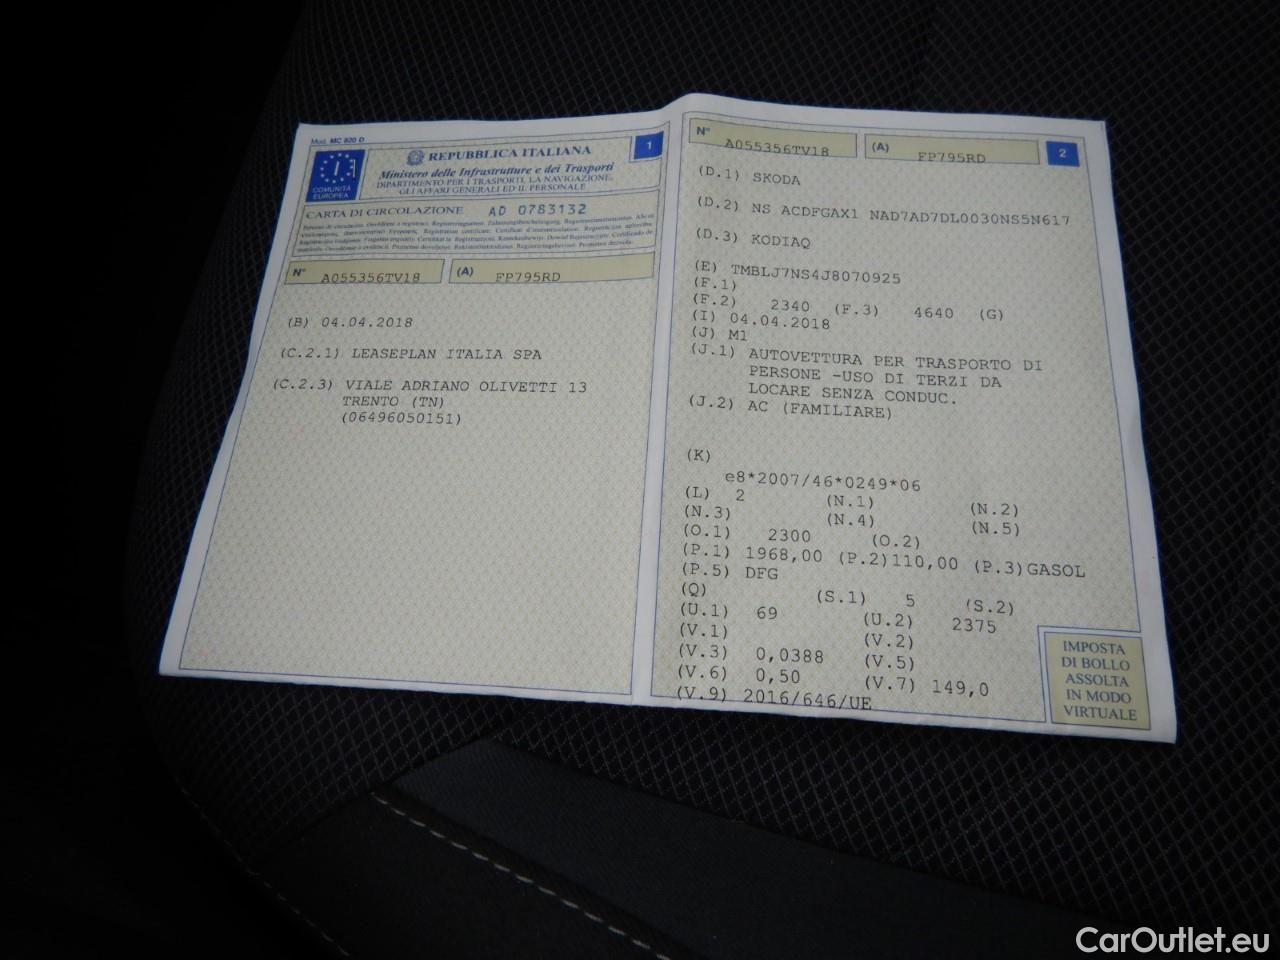 Mod. MC 820 D
1
I
COMUNITÀ
EUROPEA
REPUBBLICA ITALIANA
Ministero delle Infrastrutture e dei Trasporti
DIPARTIMENTO PER I TRASPORTI, LA NAVIGAZIONE,
GLI AFFARI GENERALI ED IL PERSONALE
CARTA DI CIRCOLAZIONE AD 0783132
N° A055356TV18 (A) FP795RD
(B) 04.04.2018
(C.2.1) LEASEPLAN ITALIA SPA
(C.2.3) VIALE ADRIANO OLIVETTI 13
TRENTO (TN)
(06496050151)
N° A055356TV18 (A) FP795RD 2
(D.1) SKODA
(D.2) NS ACDFGAX1 NAD7AD7DL0030NS5N617
(D.3) KODIAQ
(E) TMBLJ7NS4J8070925
(F.1)
(F.2) 2340 (F.3) 4640 (G)
(I) 04.04.2018
(J) M1
(J.1) AUTOVETTURA PER TRASPORTO DI
PERSONE -USO DI TERZI DA
LOCARE SENZA CONDUC.
(J.2) AC (FAMILIARE)
(K)
e8*2007/46*0249*06
(L) 2 (N.1) (N.2)
(N.3) (N.4) (N.5)
(O.1) 2300 (O.2)
(P.1) 1968,00 (P.2)110,00 (P.3)GASOL
(P.5) DFG
(Q) (S.1) 5 (S.2)
(U.1) 69 (U.2) 2375
(V.1) (V.2)
(V.3) 0,0388 (V.5)
(V.6) 0,50 (V.7) 149,0
(V.9) 2016/646/UE
IMPOSTA
DI BOLLO
ASSOLTA
IN MODO
VIRTUALE
CarOutlet.eu